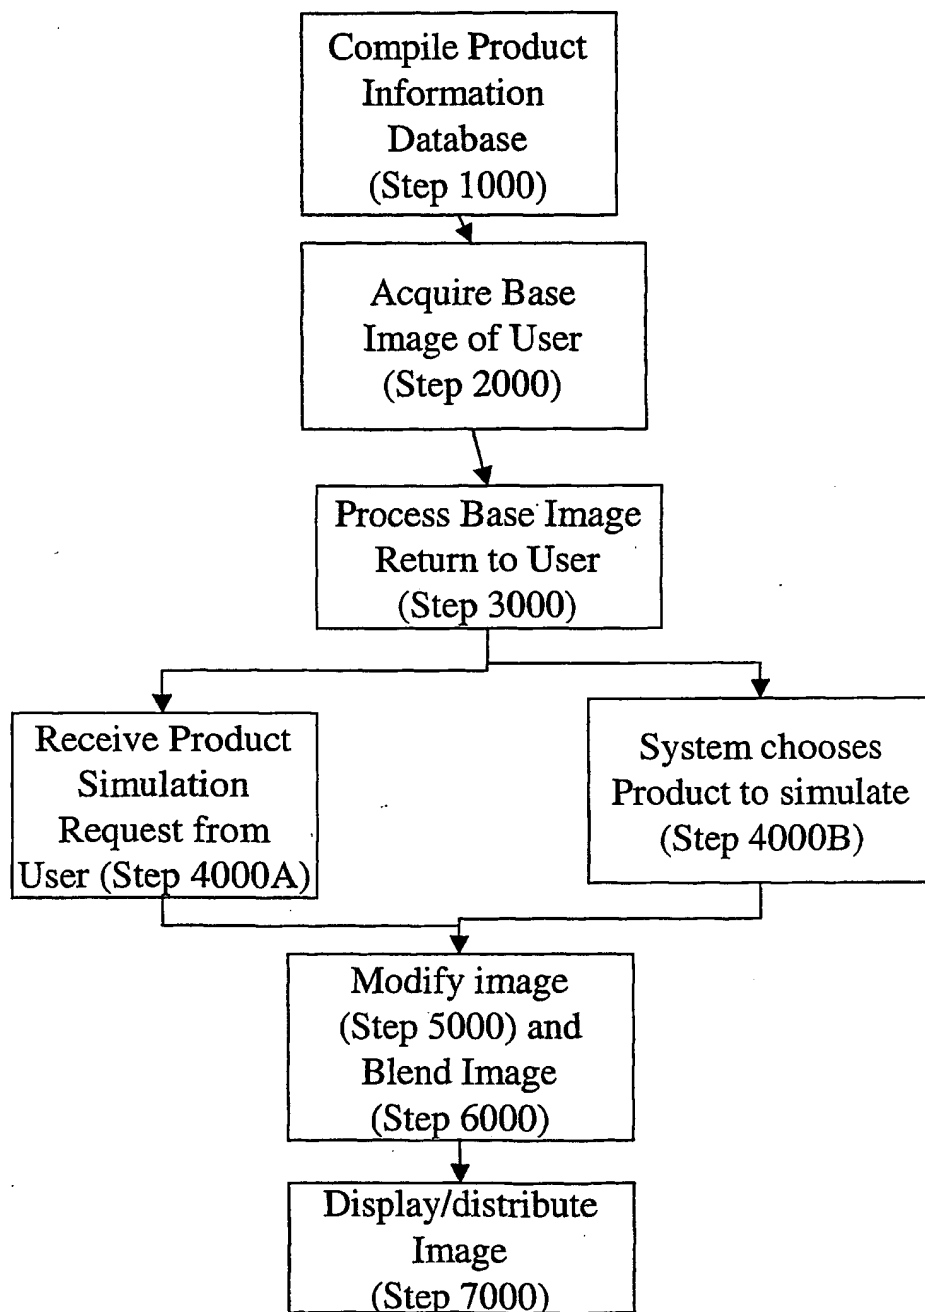 Compile Product
Information
Database
(Step 1000)
Acquire Base
Image of User
(Step 2000)
Process Base Image
Return to User
(Step 3000)
Receive Product
Simulation
Request from
User (Step 4000A)
System chooses
Product to simulate
(Step 4000B)
Modify image
(Step 5000) and
Blend Image
(Step 6000)
Display/distribute
Image
(Step 7000)